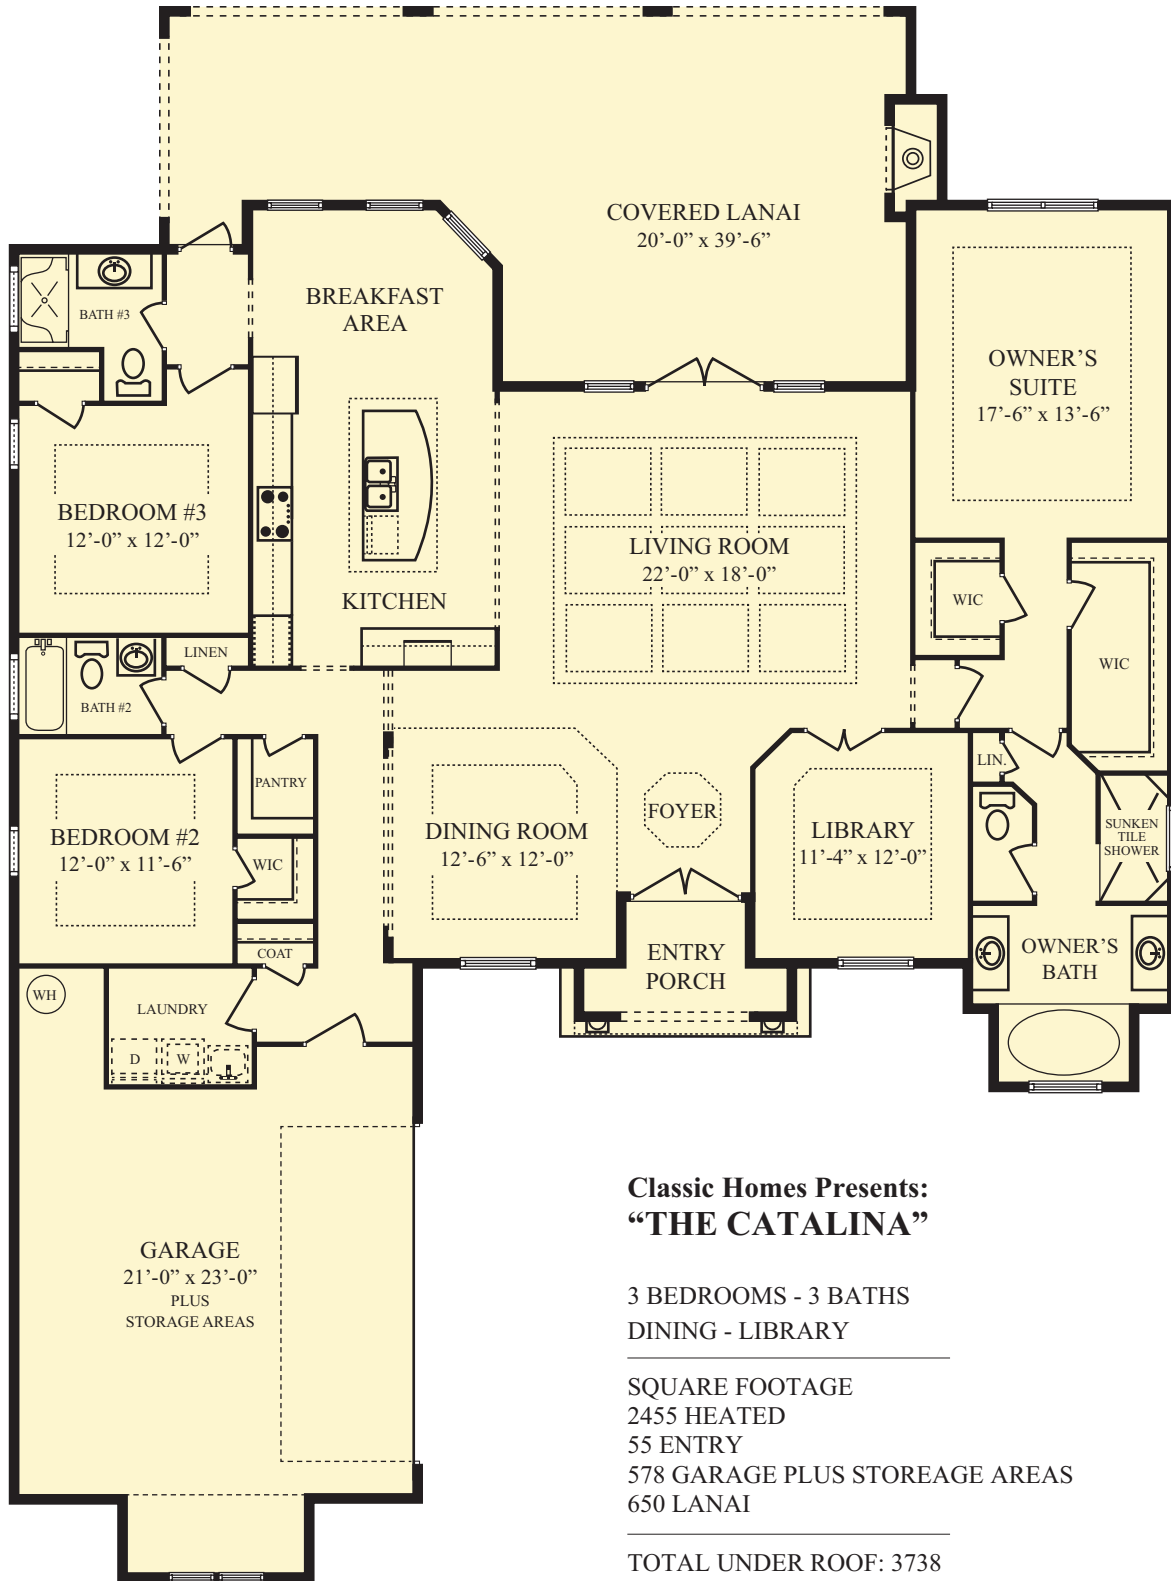 COVERED LANAI
20’-0” x 39’-6”
BREAKFAST
AREA
BATH #3
OWNER’S
SUITE
17’-6” x 13’-6”
BEDROOM #3
12’-0” x 12’-0”
LIVING ROOM
22’-0” x 18’-0”
KITCHEN
WIC
WIC
LINEN
BATH #2
PANTRY
LIN.
FOYER
BEDROOM #2
12’-0” x 11’-6”
WIC
DINING ROOM
12’-6” x 12’-0”
LIBRARY
11’-4” x 12’-0”
SUNKEN
TILE
SHOWER
COAT
ENTRY
PORCH
OWNER’S
BATH
WH
LAUNDRY
D
W
GARAGE
21’-0” x 23’-0”
PLUS
STORAGE AREAS
Classic Homes Presents:
“THE CATALINA”
3 BEDROOMS - 3 BATHS
DINING - LIBRARY
SQUARE FOOTAGE
2455 HEATED
55 ENTRY
578 GARAGE PLUS STOREAGE AREAS
650 LANAI
TOTAL UNDER ROOF: 3738